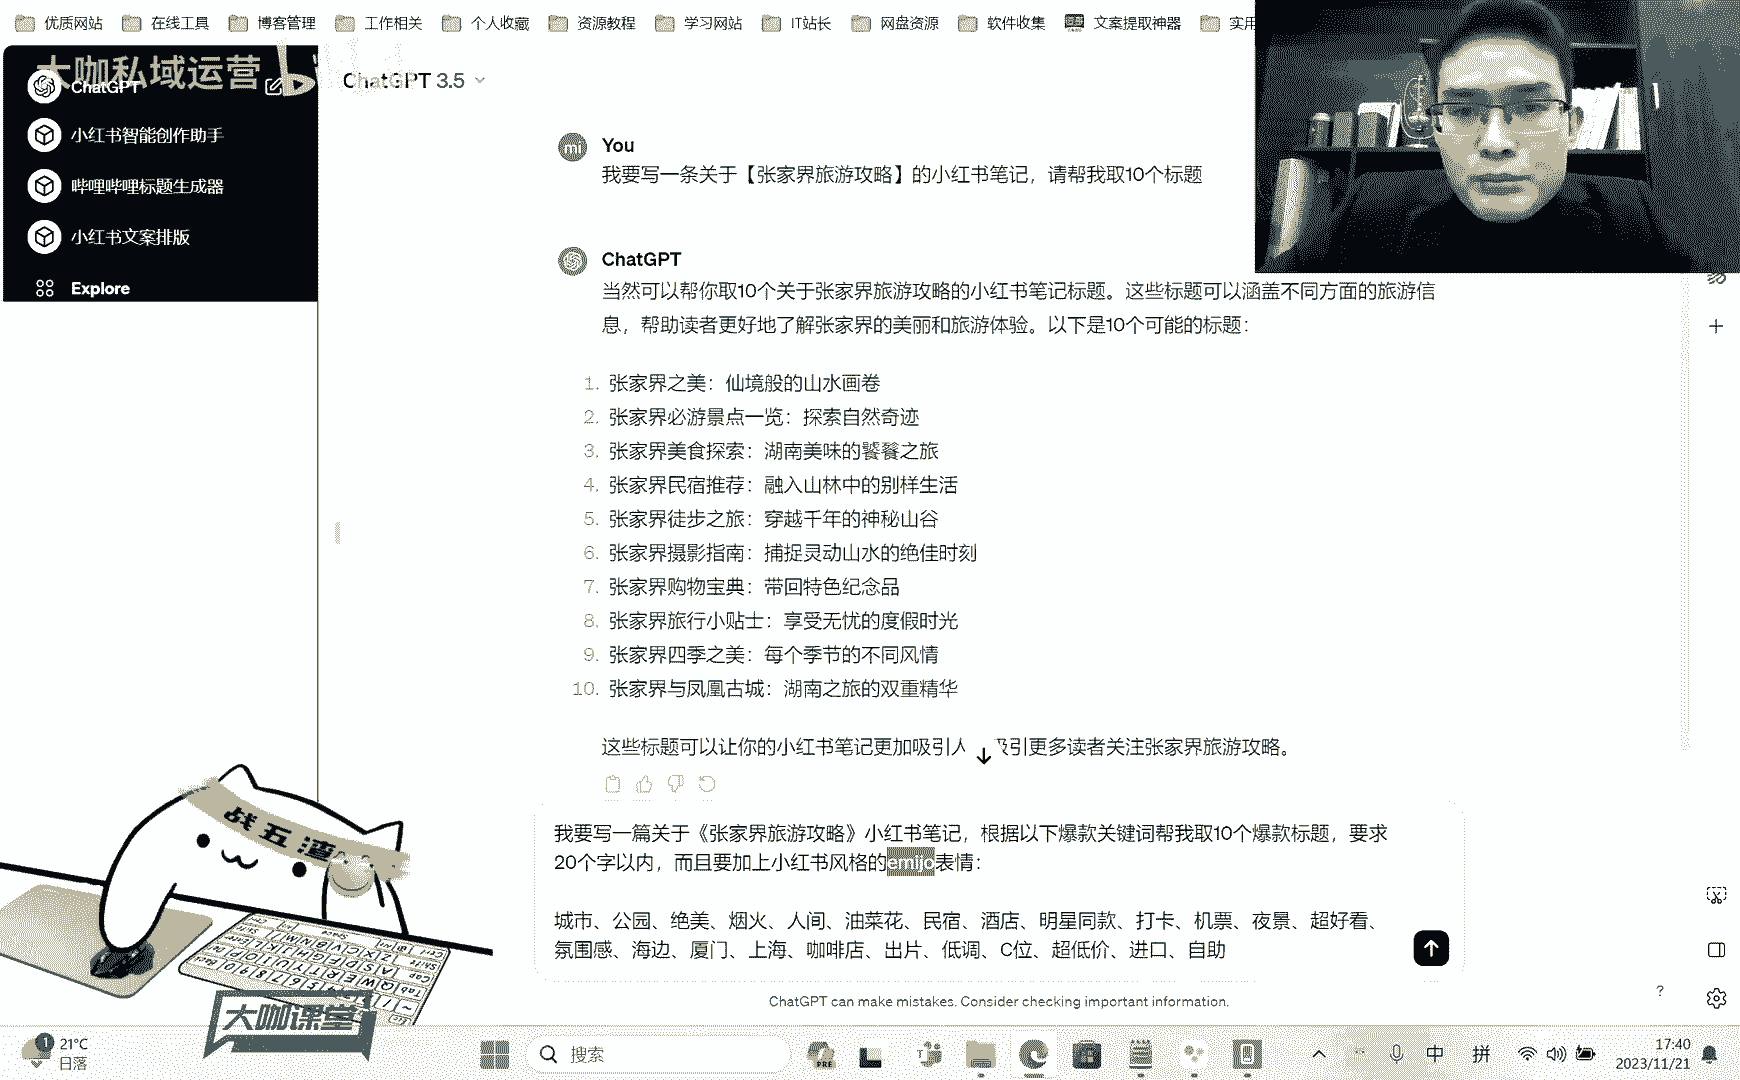 优质网站
在线工具
博客管理
工作相关
个人收藏
资源教程
学习网站
IT站长
网盘资源
软件收集
文案提取神器
实用
大咖私域运营
ChatGPT
小红书智能创作助手
哔哩哔哩标题生成器
小红书文案排版
Explore
ChatGPT 3.5
mi
You
我要写一条关于【张家界旅游攻略】的小红书笔记，请帮我取10个标题
ChatGPT
当然可以帮你取10个关于张家界旅游攻略的小红书笔记标题。这些标题可以涵盖不同方面的旅游信
息，帮助读者更好地了解张家界的美丽和旅游体验。以下是10个可能的标题：
1. 张家界之美：仙境般的山水画卷
2. 张家界必游景点一览：探索自然奇迹
3. 张家界美食探索：湖南美味的饕餮之旅
4. 张家界民宿推荐：融入山林中的别样生活
5. 张家界徒步之旅：穿越千年的神秘山谷
6. 张家界摄影指南：捕捉灵动山水的绝佳时刻
7. 张家界购物宝典：带回特色纪念品
8. 张家界旅行小贴士：享受无忧的度假时光
9. 张家界四季之美：每个季节的不同风情
10. 张家界与凤凰古城：湖南之旅的双重精华
这些标题可以让你的小红书笔记更加吸引人 吸引更多读者关注张家界旅游攻略。
我要写一篇关于《张家界旅游攻略》小红书笔记，根据以下爆款关键词帮我取10个爆款标题，要求
20个字以内，而且要加上小红书风格的emijo表情：
城市、公园、绝美、烟火、人间、油菜花、民宿、酒店、明星同款、打卡、机票、夜景、超好看、
氛围感、海边、厦门、上海、咖啡店、出片、低调、C位、超低价、进口、自助
ChatGPT can make mistakes. Consider checking important information.
?
战五渣
大咖课堂
1
21°C
日落
搜索
PRE
中
拼
17:40
2023/11/21